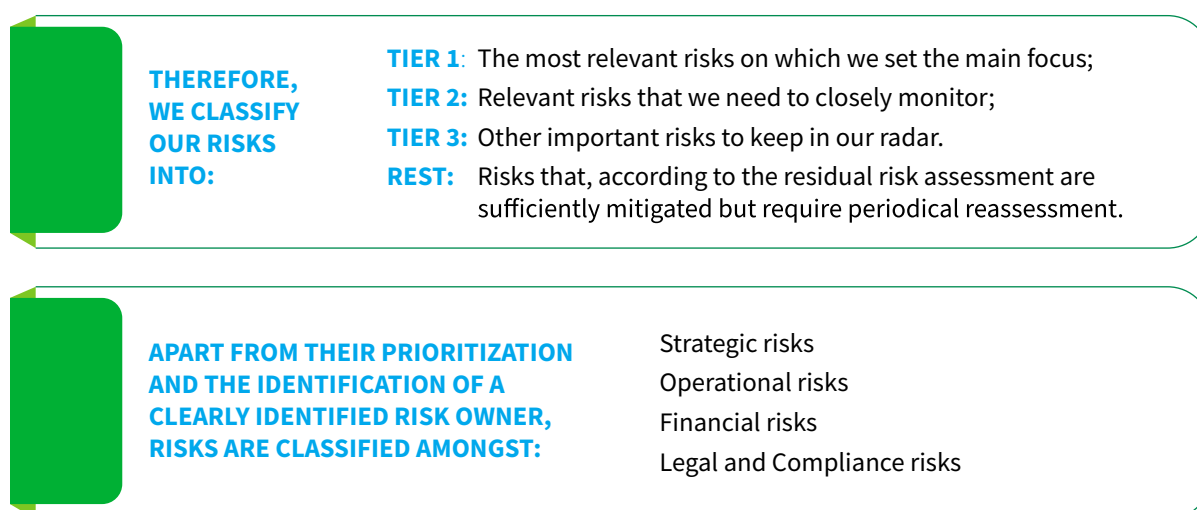 THEREFORE,
WE CLASSIFY
OUR RISKS
INTO:
TIER 1: The most relevant risks on which we set the main focus;
TIER 2: Relevant risks that we need to closely monitor;
TIER 3: Other important risks to keep in our radar.
REST: Risks that, according to the residual risk assessment are
sufficiently mitigated but require periodical reassessment.
APART FROM THEIR PRIORITIZATION
AND THE IDENTIFICATION OF A
CLEARLY IDENTIFIED RISK OWNER,
RISKS ARE CLASSIFIED AMONGST:
Strategic risks
Operational risks
Financial risks
Legal and Compliance risks